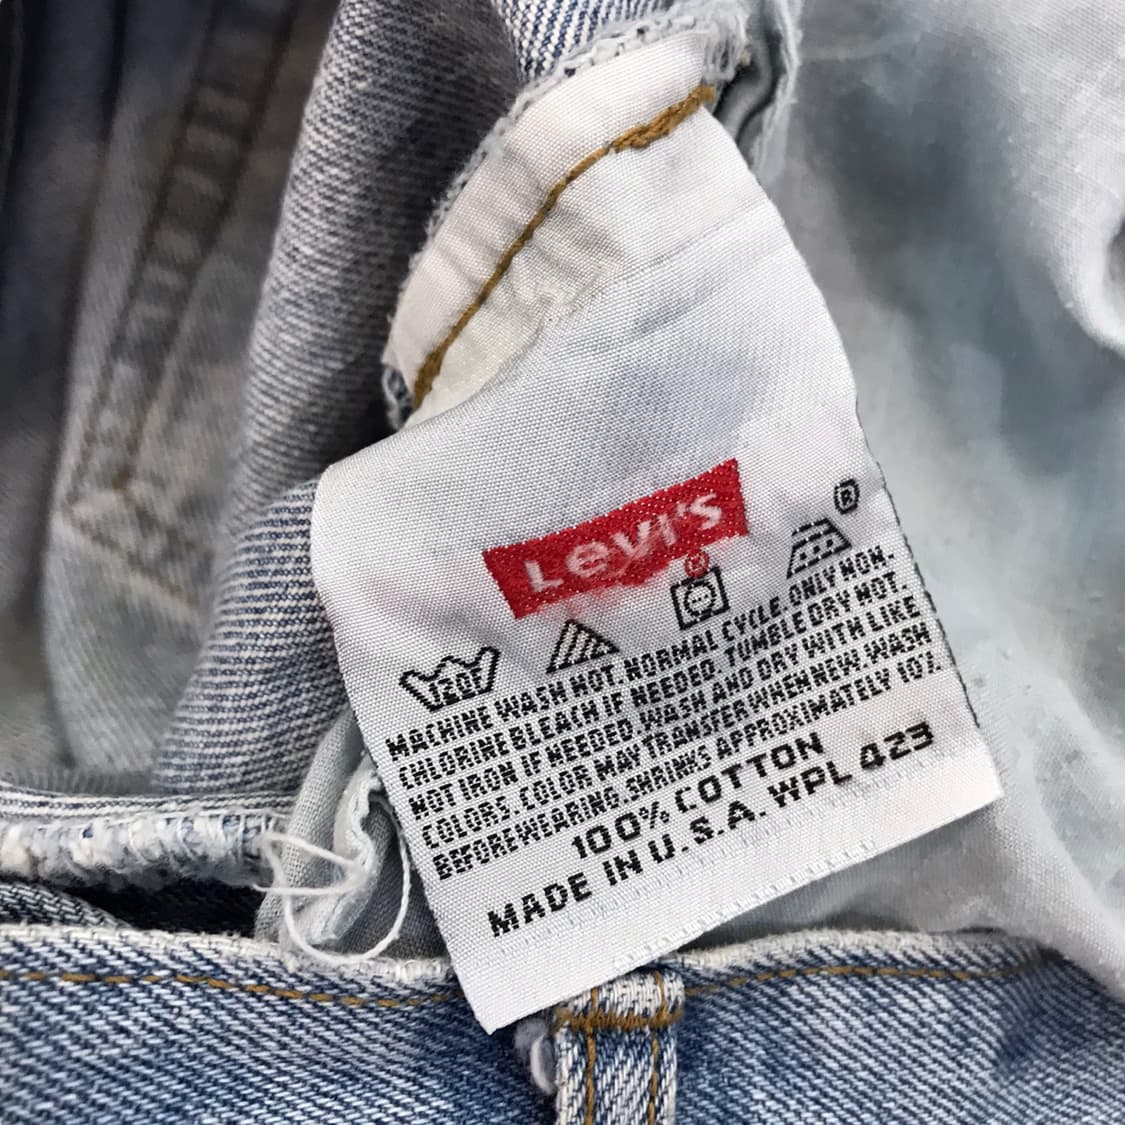 Levi's
®
120F
MACHINE WASH HOT. NORMAL CYCLE. ONLY NON-
CHLORINE BLEACH IF NEEDED. TUMBLE DRY HOT.
HOT IRON IF NEEDED. WASH AND DRY WITH LIKE
COLORS. COLOR MAY TRANSFER WHEN NEW. WASH
BEFORE WEARING. SHRINKS APPROXIMATELY 10%.
100% COTTON
MADE IN U.S.A. WPL 423